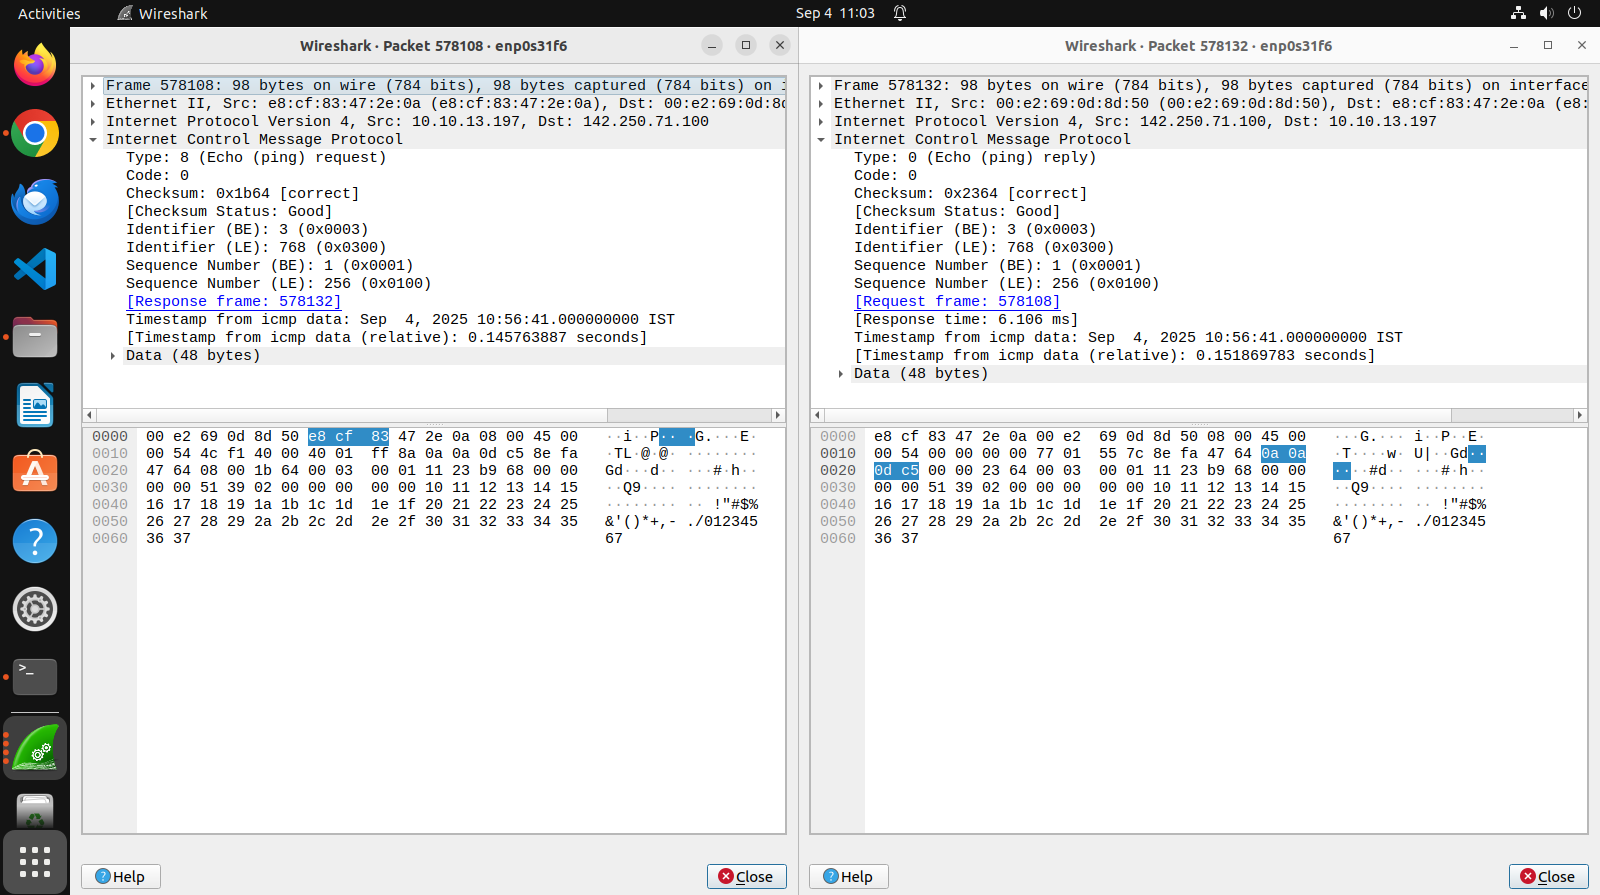 Activities
Wireshark
Sep 4 11:03
Wireshark · Packet 578108 · enp0s31f6
Frame 578108: 98 bytes on wire (784 bits), 98 bytes captured (784 bits) on i
Ethernet II, Src: e8:cf:83:47:2e:0a (e8:cf:83:47:2e:0a), Dst: 00:e2:69:0d:8d
Internet Protocol Version 4, Src: 10.10.13.197, Dst: 142.250.71.100
Internet Control Message Protocol
Type: 8 (Echo (ping) request)
Code: 0
Checksum: 0x1b64 [correct]
[Checksum Status: Good]
Identifier (BE): 3 (0x0003)
Identifier (LE): 768 (0x0300)
Sequence Number (BE): 1 (0x0001)
Sequence Number (LE): 256 (0x0100)
[Response frame: 578132]
Timestamp from icmp data: Sep  4, 2025 10:56:41.000000000 IST
[Timestamp from icmp data (relative): 0.145763887 seconds]
Data (48 bytes)
0000 00 e2 69 0d 8d 50 e8 cf  83 47 2e 0a 08 00 45 00 ··i··P·· ·G.···E·
0010 00 54 4c f1 40 00 40 01  ff 8a 0a 0a 0d c5 8e fa ·TL·@·@· ········
0020 47 64 08 00 1b 64 00 03  00 01 11 23 b9 68 00 00 Gd···d·· ···#·h··
0030 00 00 51 39 02 00 00 00  00 00 10 11 12 13 14 15 ··Q9···· ········
0040 16 17 18 19 1a 1b 1c 1d  1e 1f 20 21 22 23 24 25 ········ ·· !"#$%
0050 26 27 28 29 2a 2b 2c 2d  2e 2f 30 31 32 33 34 35 &'()*+,- ./012345
0060 36 37 67
Help
Close
Wireshark · Packet 578132 · enp0s31f6
Frame 578132: 98 bytes on wire (784 bits), 98 bytes captured (784 bits) on interface
Ethernet II, Src: 00:e2:69:0d:8d:50 (00:e2:69:0d:8d:50), Dst: e8:cf:83:47:2e:0a (e8:
Internet Protocol Version 4, Src: 142.250.71.100, Dst: 10.10.13.197
Internet Control Message Protocol
Type: 0 (Echo (ping) reply)
Code: 0
Checksum: 0x2364 [correct]
[Checksum Status: Good]
Identifier (BE): 3 (0x0003)
Identifier (LE): 768 (0x0300)
Sequence Number (BE): 1 (0x0001)
Sequence Number (LE): 256 (0x0100)
[Request frame: 578108]
[Response time: 6.106 ms]
Timestamp from icmp data: Sep  4, 2025 10:56:41.000000000 IST
[Timestamp from icmp data (relative): 0.151869783 seconds]
Data (48 bytes)
0000 e8 cf 83 47 2e 0a 00 e2  69 0d 8d 50 08 00 45 00 ···G.··· i··P··E·
0010 00 54 00 00 00 00 77 01  55 7c 8e fa 47 64 0a 0a ·T····w· U|··Gd··
0020 0d c5 00 00 23 64 00 03  00 01 11 23 b9 68 00 00 ····#d·· ···#·h··
0030 00 00 51 39 02 00 00 00  00 00 10 11 12 13 14 15 ··Q9···· ········
0040 16 17 18 19 1a 1b 1c 1d  1e 1f 20 21 22 23 24 25 ········ ·· !"#$%
0050 26 27 28 29 2a 2b 2c 2d  2e 2f 30 31 32 33 34 35 &'()*+,- ./012345
0060 36 37 67
Help
Close